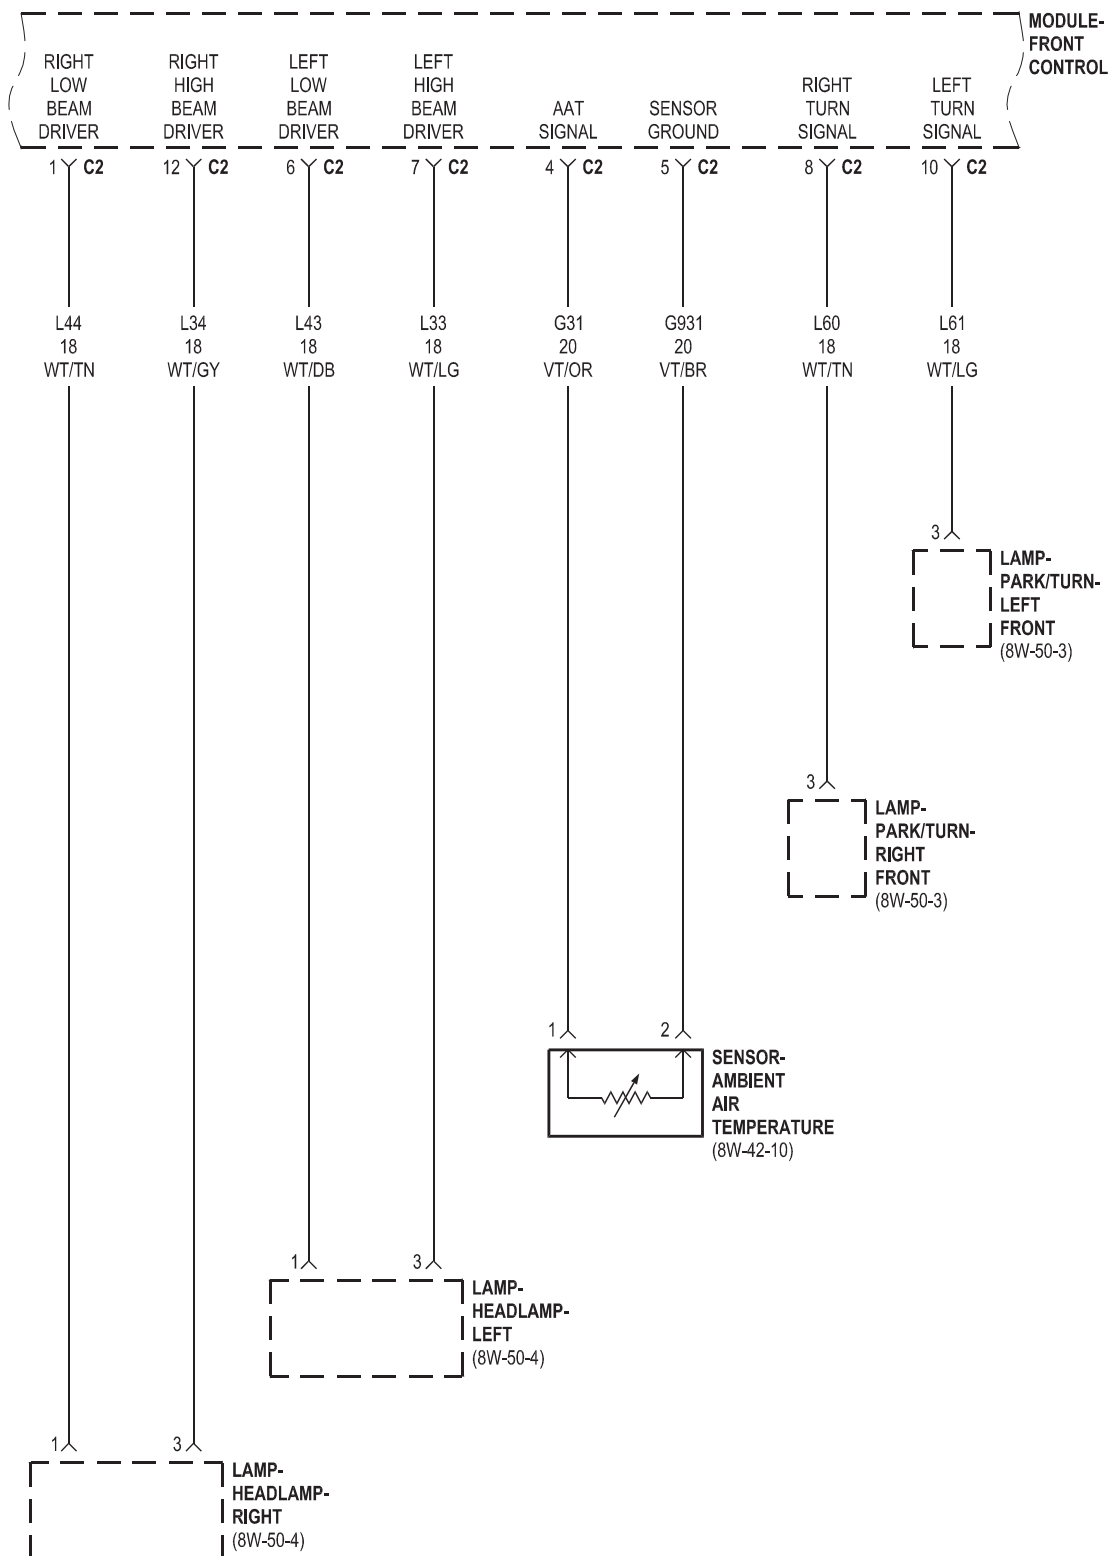 MODULE-
FRONT
CONTROL
RIGHT
LOW
BEAM
DRIVER
RIGHT
HIGH
BEAM
DRIVER
LEFT
LOW
BEAM
DRIVER
LEFT
HIGH
BEAM
DRIVER
AAT
SIGNAL
SENSOR
GROUND
RIGHT
TURN
SIGNAL
LEFT
TURN
SIGNAL
1 C2
12 C2
6 C2
7 C2
4 C2
5 C2
8 C2
10 C2
L44
18
WT/TN
L34
18
WT/GY
L43
18
WT/DB
L33
18
WT/LG
G31
20
VT/OR
G931
20
VT/BR
L60
18
WT/TN
L61
18
WT/LG
3
LAMP-
PARK/TURN-
LEFT
FRONT
(8W-50-3)
3
LAMP-
PARK/TURN-
RIGHT
FRONT
(8W-50-3)
1
2
SENSOR-
AMBIENT
AIR
TEMPERATURE
(8W-42-10)
1
3
LAMP-
HEADLAMP-
LEFT
(8W-50-4)
1
3
LAMP-
HEADLAMP-
RIGHT
(8W-50-4)